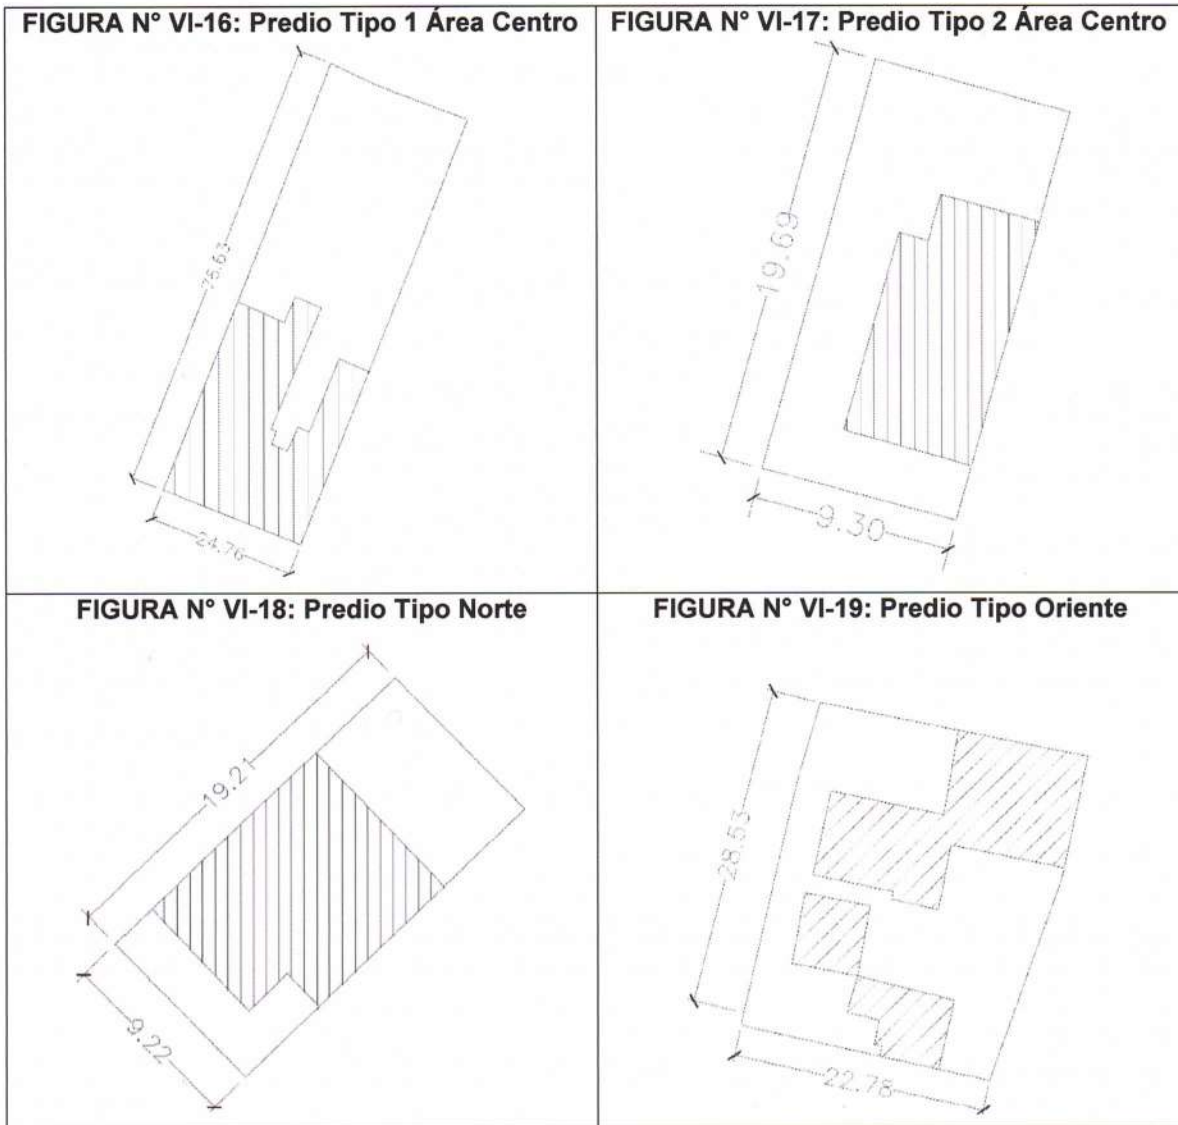 FIGURA N° VI-16: Predio Tipo 1 Área Centro
75.63
24.76
FIGURA N° VI-17: Predio Tipo 2 Área Centro
19.69
9.30
FIGURA N° VI-18: Predio Tipo Norte
19.21
9.22
FIGURA N° VI-19: Predio Tipo Oriente
28.53
22.78